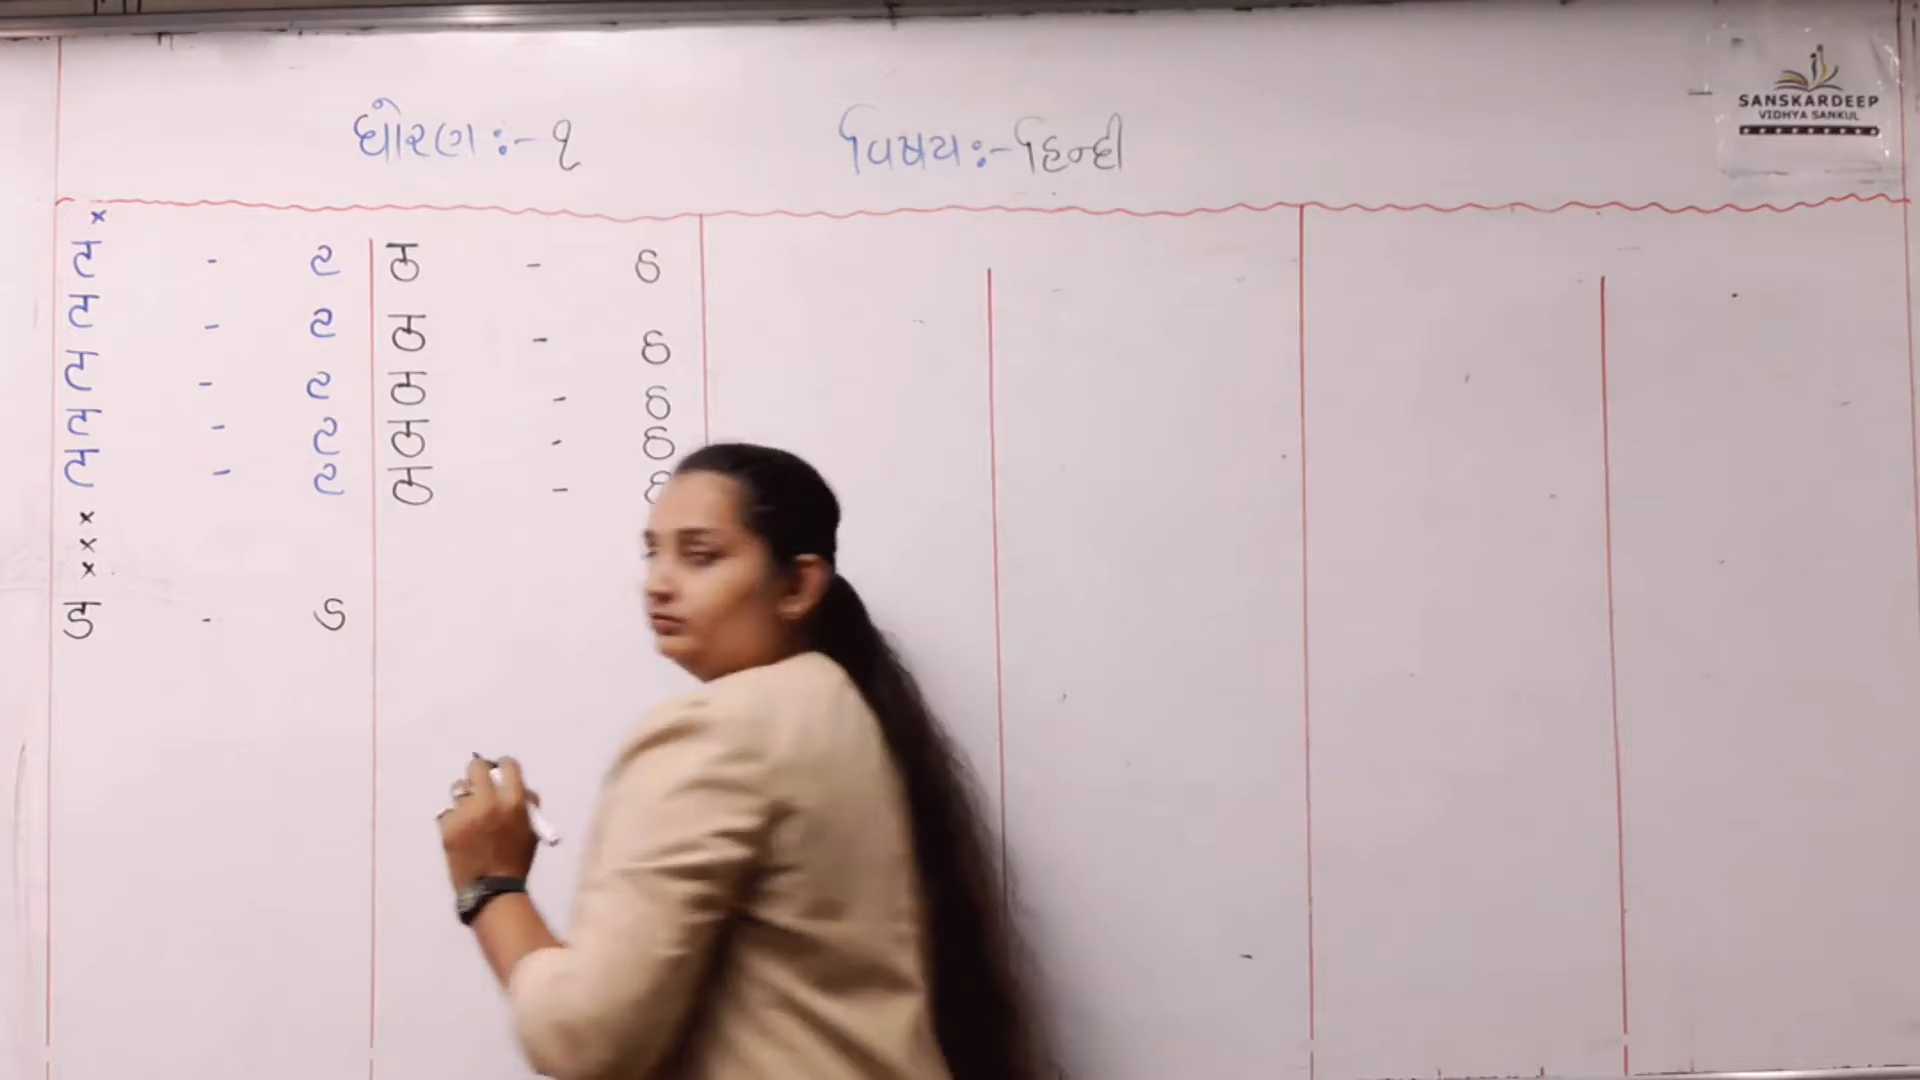 SANSKARDEEP
VIDHYA SANKUL
ધોરણ :- ૧ વિષય :- હિન્દી
×
ट - ટ ठ - ઠ
ट - ટ ठ - ઠ
ट - ટ ठ - ઠ
ट - ટ ठ - ઠ
ट - ટ ठ - ઠ
×
×
×
ड - ડ